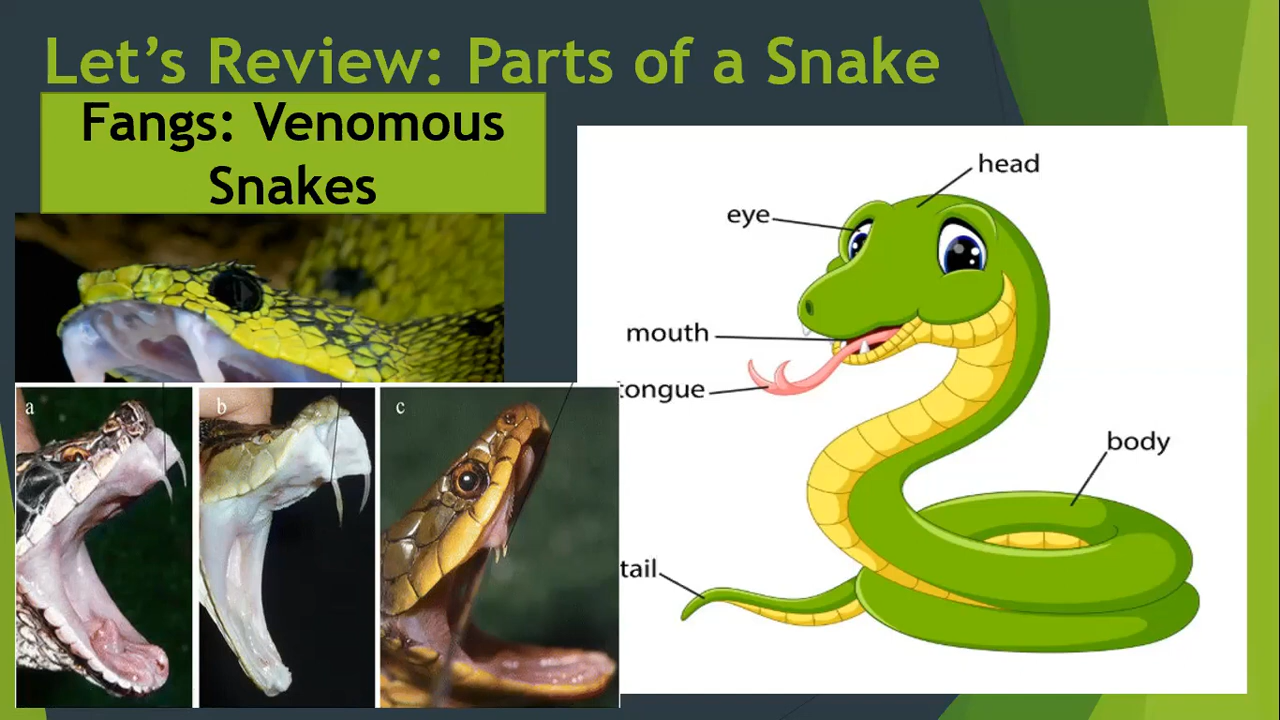 Let's Review: Parts of a Snake
Fangs: Venomous
Snakes
head
eye
mouth
tongue
body
tail
a
b
c